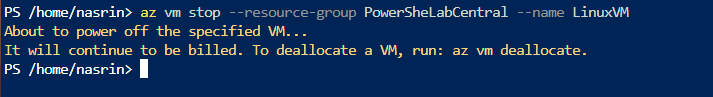 PS /home/nasrin> az vm stop --resource-group PowerSheLabCentral --name LinuxVM
About to power off the specified VM...
It will continue to be billed. To deallocate a VM, run: az vm deallocate.
PS /home/nasrin>